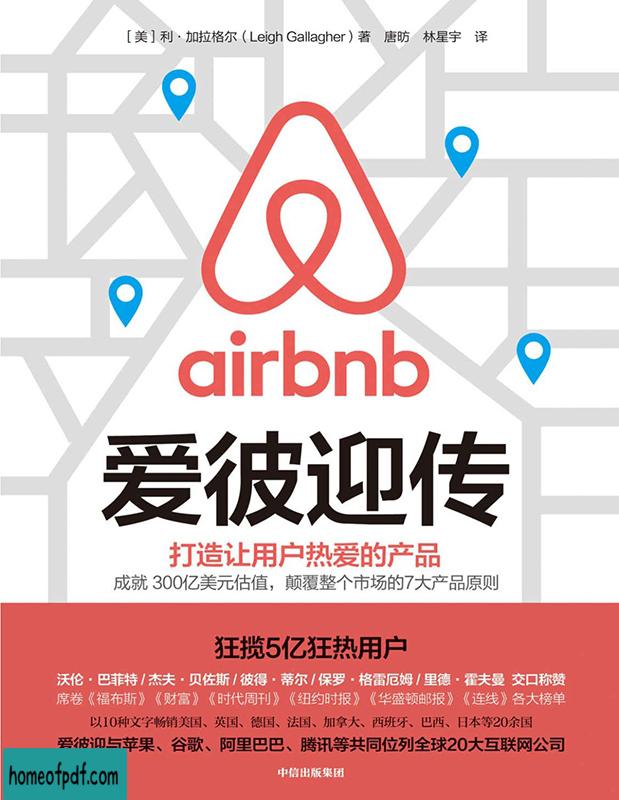 [美]利·加拉格尔(Leigh Gallagher)著 唐昉 林星宇 译
airbnb
爱彼迎传
打造让用户热爱的产品
成就 300亿美元估值,颠覆整个市场的7大产品原则
狂揽5亿狂热用户
沃伦·巴菲特/杰夫·贝佐斯/彼得·蒂尔/保罗·格雷厄姆/里德·霍夫曼 交口称赞
席卷《福布斯》《财富》《时代周刊》《纽约时报》《华盛顿邮报》《连线》各大榜单
以10种文字畅销美国、英国、德国、法国、加拿大、西班牙、巴西、日本等20余国
爱彼迎与苹果、谷歌、阿里巴巴、腾讯等共同位列全球20大互联网公司
homeofpdf.com
中信出版集团